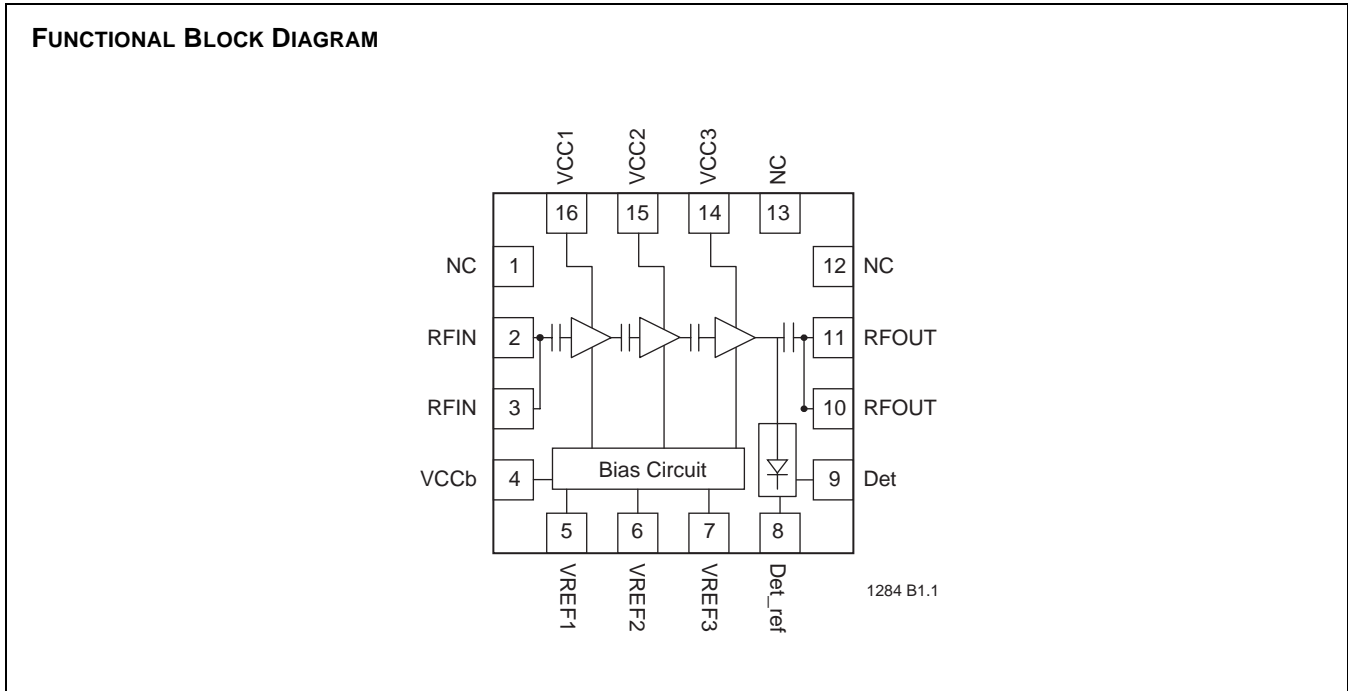 FUNCTIONAL BLOCK DIAGRAM
VCC1
VCC2
VCC3
NC
16
15
14
13
NC 1
12 NC
RFIN 2
11 RFOUT
RFIN 3
10 RFOUT
VCCb 4
Bias Circuit
9 Det
5
6
7
8
VREF1
VREF2
VREF3
Det_ref
1284 B1.1